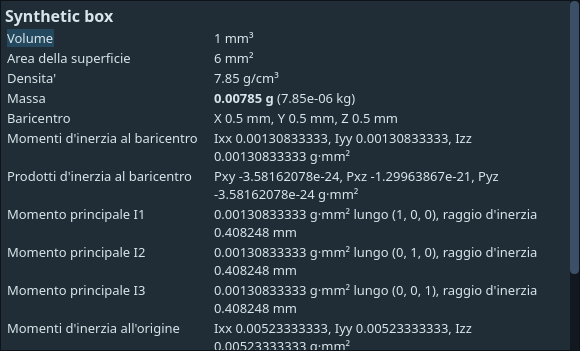 Synthetic box
Volume 1 mm³
Area della superficie 6 mm²
Densita' 7.85 g/cm³
Massa 0.00785 g (7.85e-06 kg)
Baricentro X 0.5 mm, Y 0.5 mm, Z 0.5 mm
Momenti d'inerzia al baricentro Ixx 0.00130833333, Iyy 0.00130833333, Izz
0.00130833333 g·mm²
Prodotti d'inerzia al baricentro Pxy -3.58162078e-24, Pxz -1.29963867e-21, Pyz
-3.58162078e-24 g·mm²
Momento principale I1 0.00130833333 g·mm² lungo (1, 0, 0), raggio d'inerzia
0.408248 mm
Momento principale I2 0.00130833333 g·mm² lungo (0, 1, 0), raggio d'inerzia
0.408248 mm
Momento principale I3 0.00130833333 g·mm² lungo (0, 0, 1), raggio d'inerzia
0.408248 mm
Momenti d'inerzia all'origine Ixx 0.00523333333, Iyy 0.00523333333, Izz
0.00523333333 g·mm²